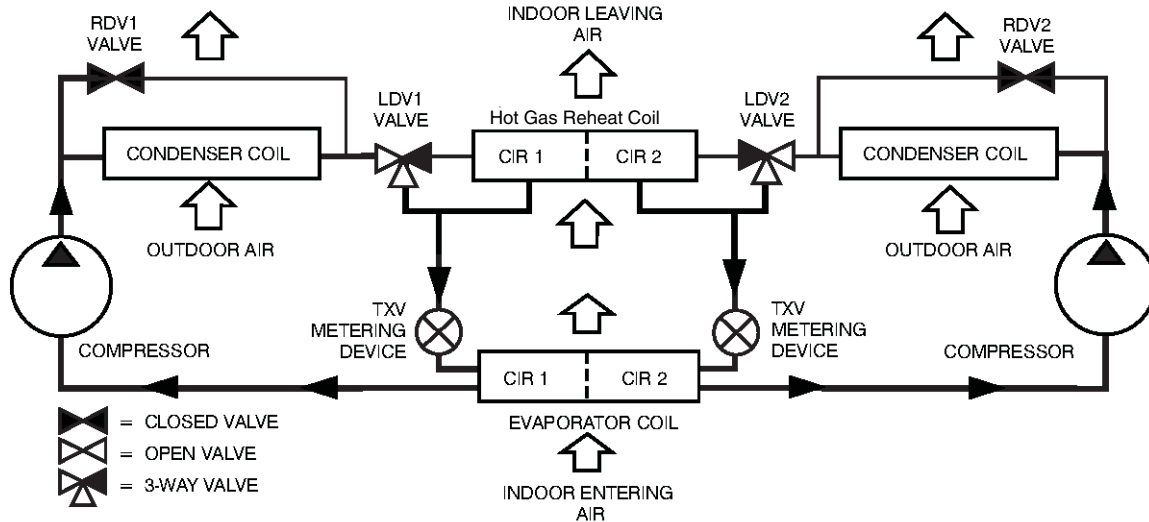 RDV1
VALVE
INDOOR LEAVING
AIR
RDV2
VALVE
LDV1
VALVE
Hot Gas Reheat Coil
LDV2
VALVE
CONDENSER COIL
CIR 1
CIR 2
CONDENSER COIL
OUTDOOR AIR
OUTDOOR AIR
TXV
METERING
DEVICE
TXV
METERING
DEVICE
COMPRESSOR
COMPRESSOR
CIR 1
CIR 2
EVAPORATOR COIL
= CLOSED VALVE
= OPEN VALVE
= 3-WAY VALVE
INDOOR ENTERING
AIR